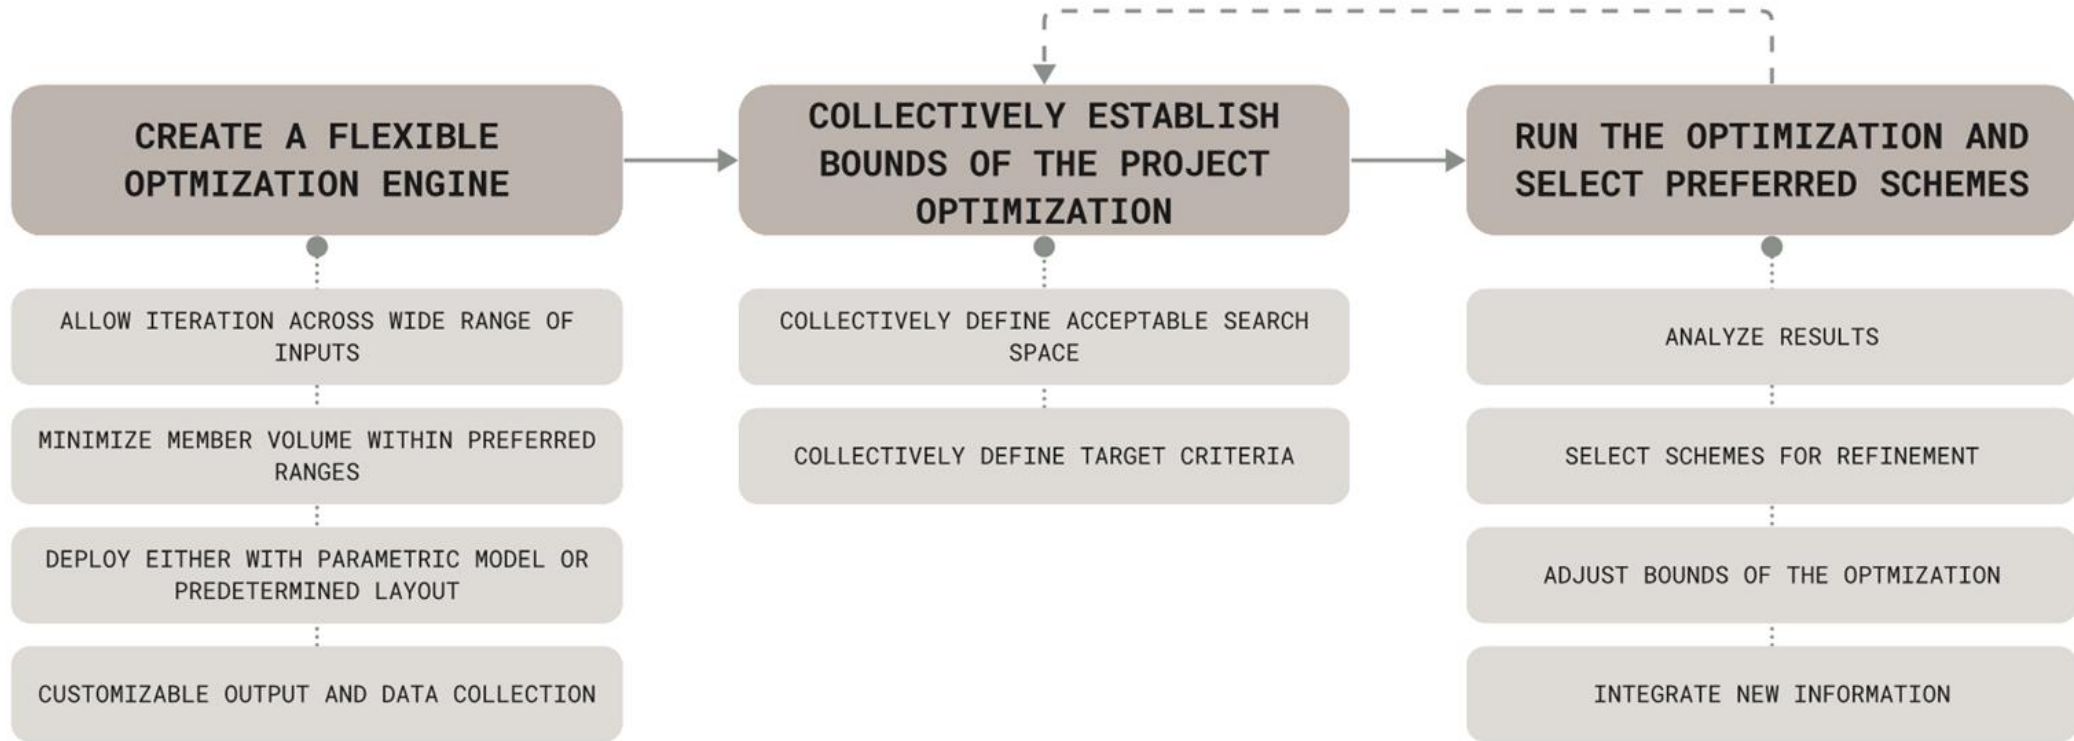 CREATE A FLEXIBLE
OPTMIZATION ENGINE
ALLOW ITERATION ACROSS WIDE RANGE OF
INPUTS
MINIMIZE MEMBER VOLUME WITHIN PREFERRED
RANGES
DEPLOY EITHER WITH PARAMETRIC MODEL OR
PREDETERMINED LAYOUT
CUSTOMIZABLE OUTPUT AND DATA COLLECTION
COLLECTIVELY ESTABLISH
BOUNDS OF THE PROJECT
OPTIMIZATION
COLLECTIVELY DEFINE ACCEPTABLE SEARCH
SPACE
COLLECTIVELY DEFINE TARGET CRITERIA
RUN THE OPTIMIZATION AND
SELECT PREFERRED SCHEMES
ANALYZE RESULTS
SELECT SCHEMES FOR REFINEMENT
ADJUST BOUNDS OF THE OPTMIZATION
INTEGRATE NEW INFORMATION